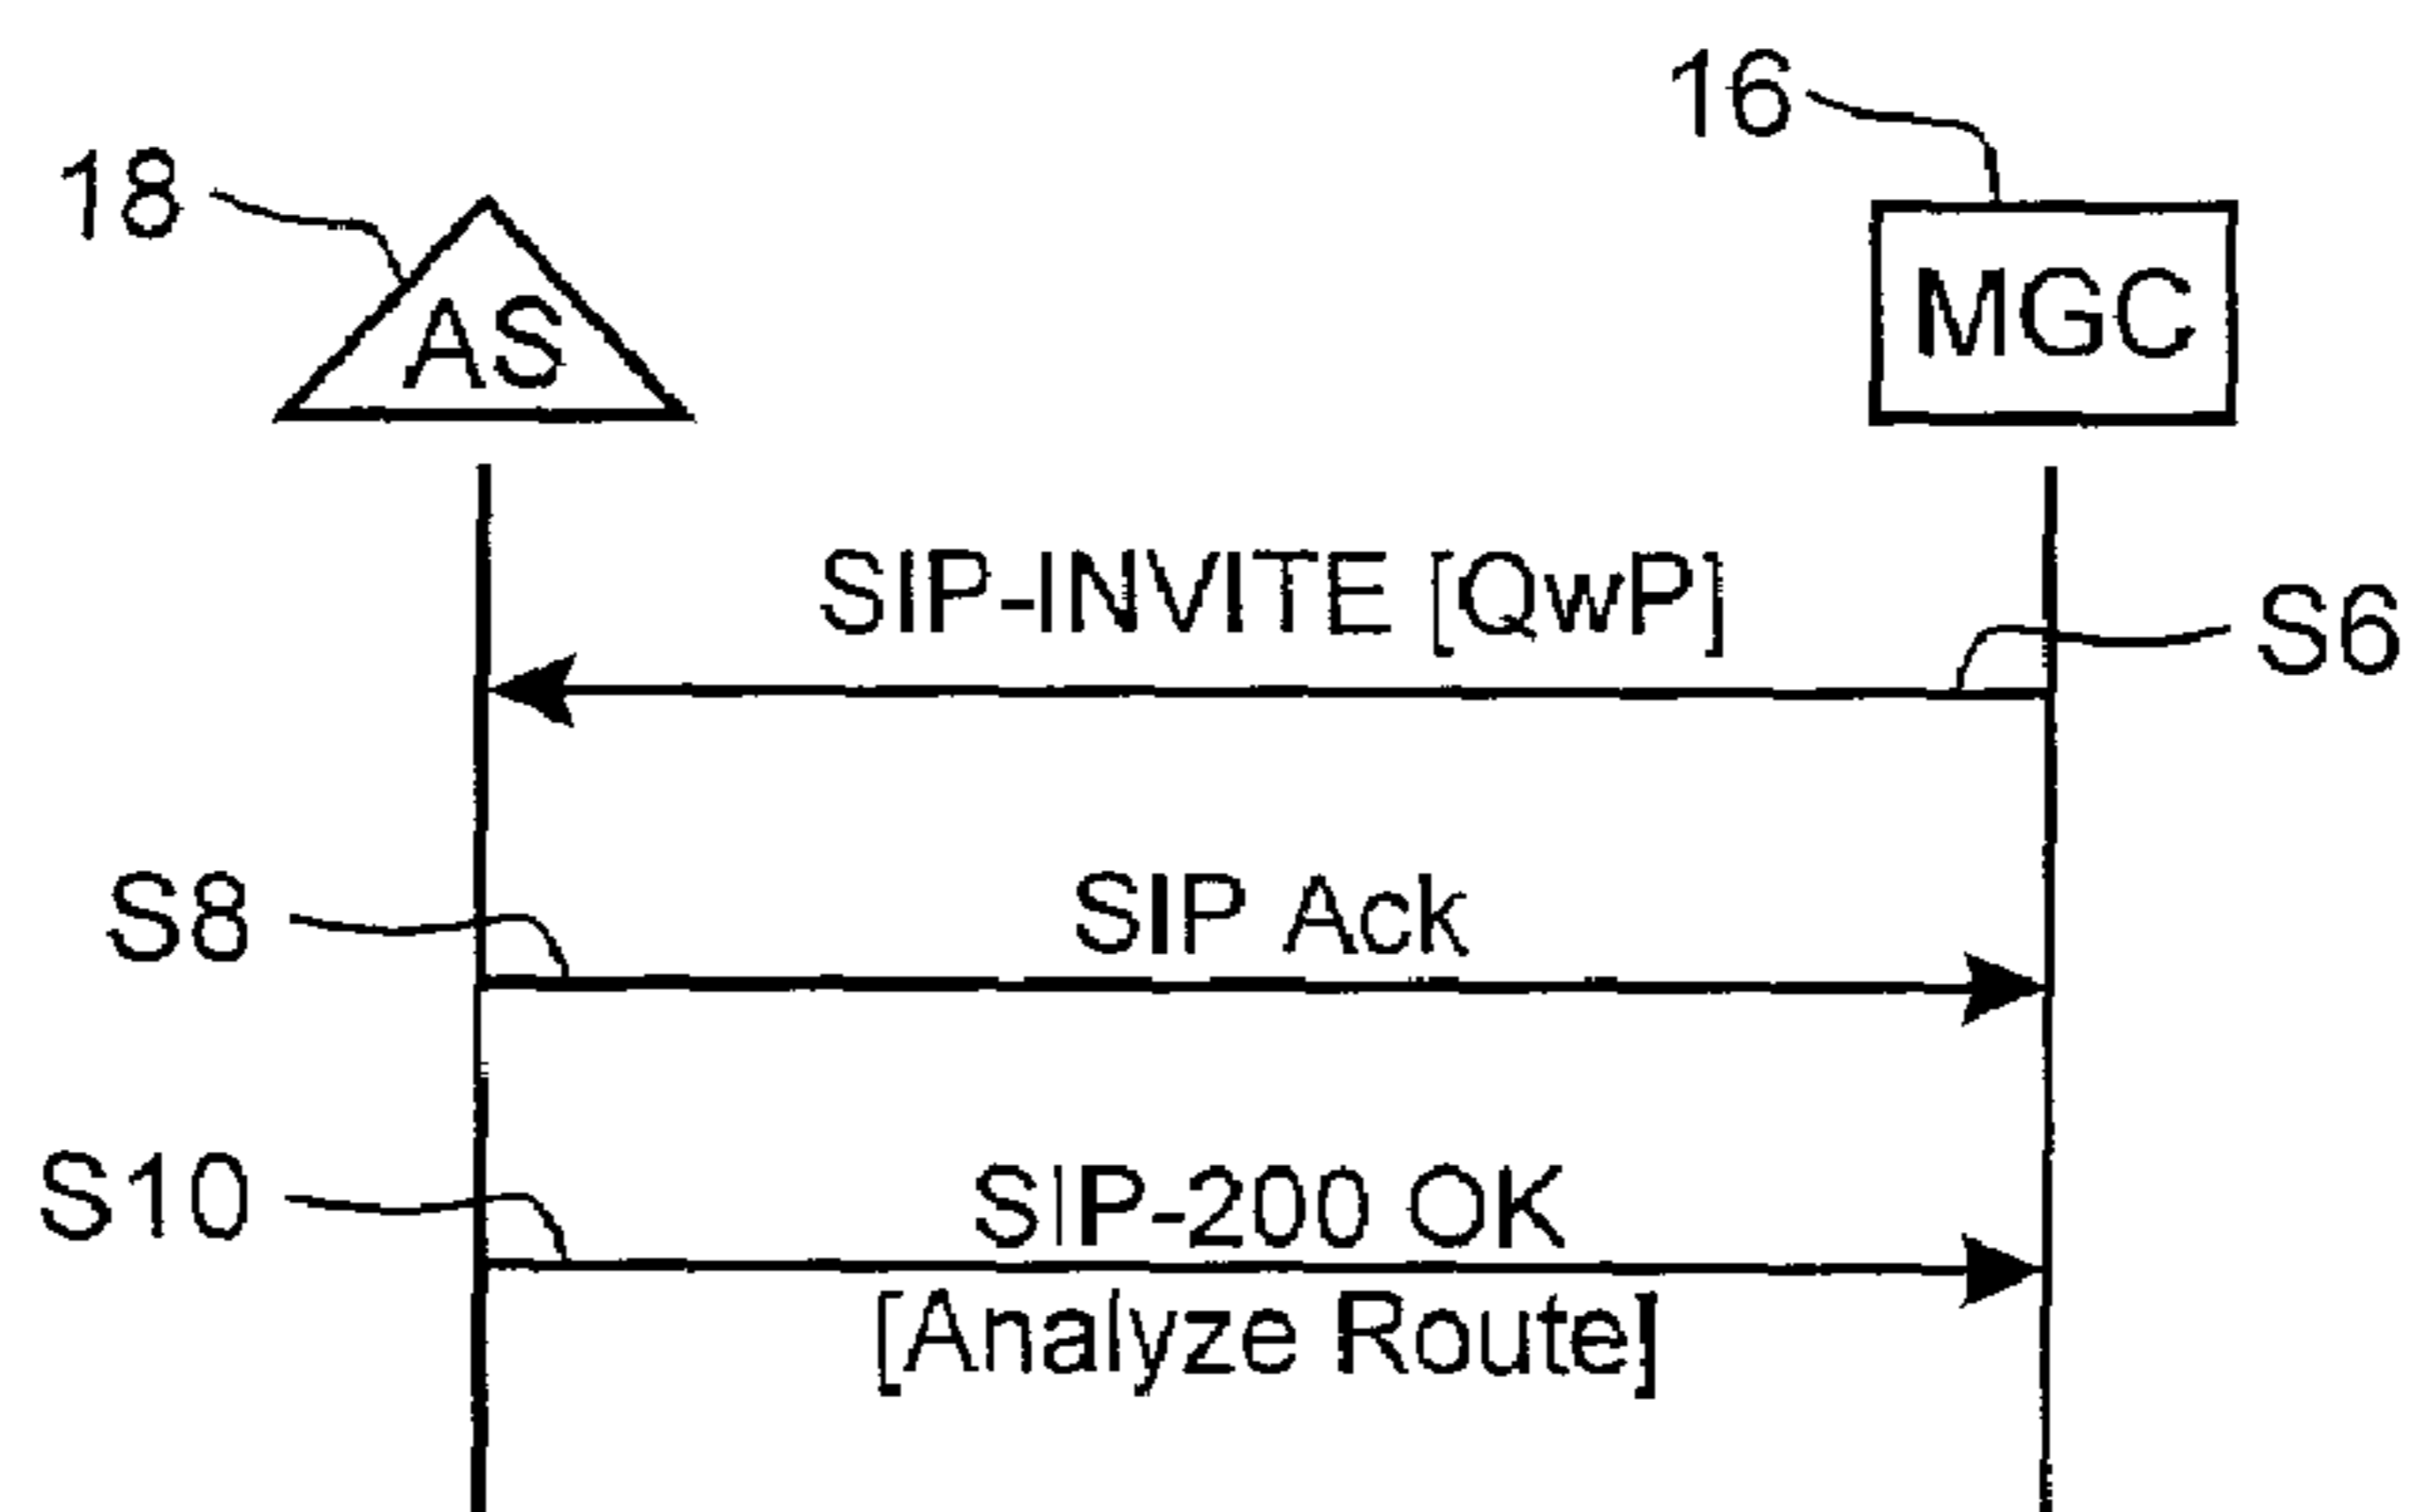 16
18
AS
MGC
SIP-INVITE [QwP]
S6
S8
SIP Ack
S10
SIP-200 OK
[Analyze Route]